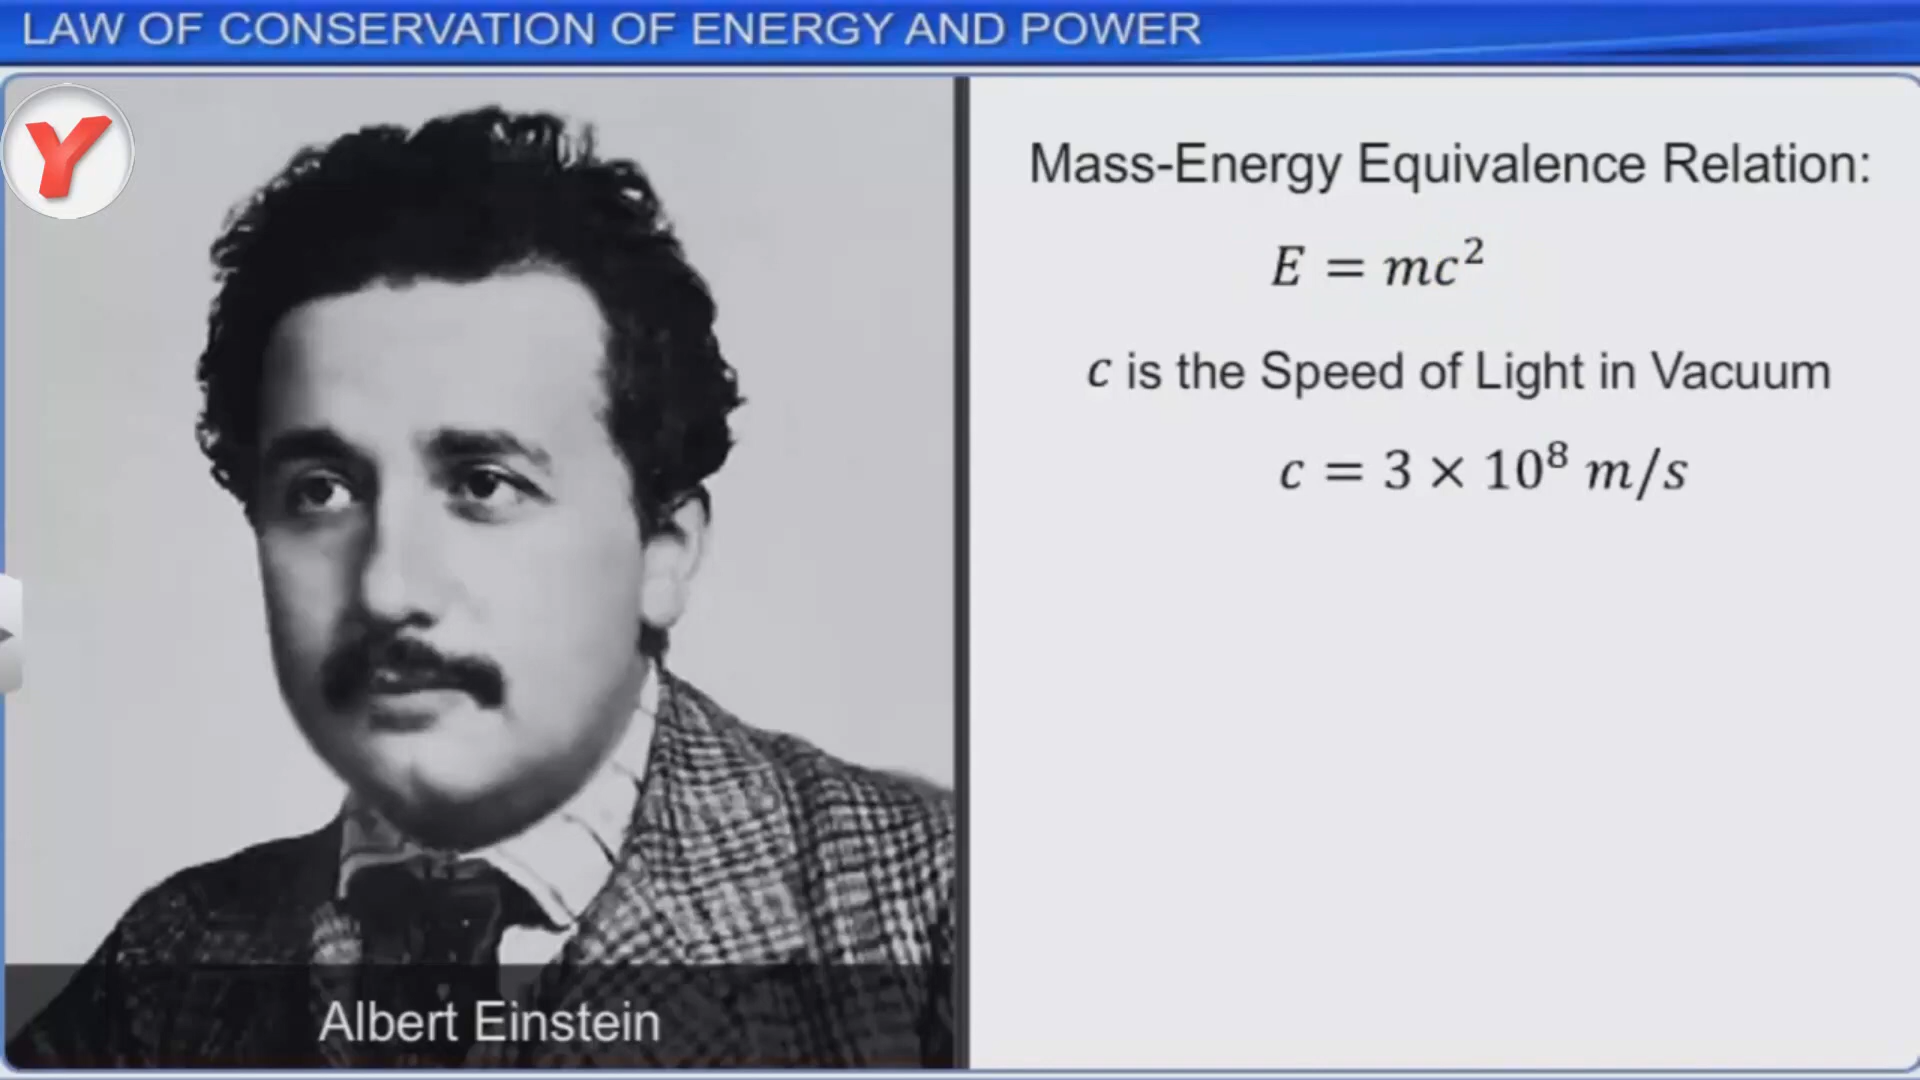 LAW OF CONSERVATION OF ENERGY AND POWER
Y
Mass-Energy Equivalence Relation:
E = mc²
c is the Speed of Light in Vacuum
c = 3 × 10⁸ m/s
Albert Einstein